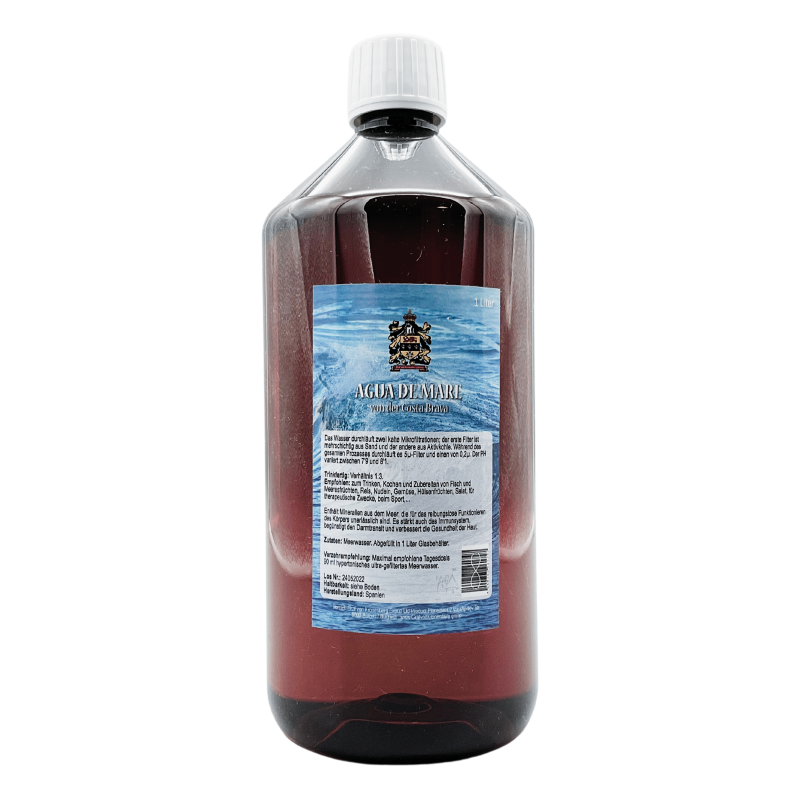 1 Liter
AGUA DE MARE
von der Costa Brava
Das Wasser durchläuft zwei kalte Mikrofiltrationen; der erste Filter ist
mehrschichtig aus Sand und der andere aus Aktivkohle. Während des
gesamten Prozesses durchläuft es 5µ-Filter und einen von 0,2µ. Der PH
variiert zwischen 7'9 und 8'1.
Trinkfertig: Verhältnis 1:3.
Empfohlen: zum Trinken, Kochen und Zubereiten von Fisch und
Meeresfrüchten, Reis, Nudeln, Gemüse, Hülsenfrüchten, Salat, für
therapeutische Zwecke, beim Sport,...
Enthält Mineralien aus dem Meer, die für das reibungslose Funktionieren
des Körpers unerlässlich sind. Es stärkt auch das Immunsystem,
begünstigt den Darmtransit und verbessert die Gesundheit der Haut.
Zutaten: Meerwasser. Abgefüllt in 1 Liter Glasbehälter.
Verzehrempfehlung: Maximal empfohlene Tagesdosis
90 ml hypertonisches ultra-gefiltertes Meerwasser.
Los Nr.: 24052022
Haltbarkeit: siehe Boden
Herstellungsland: Spanien